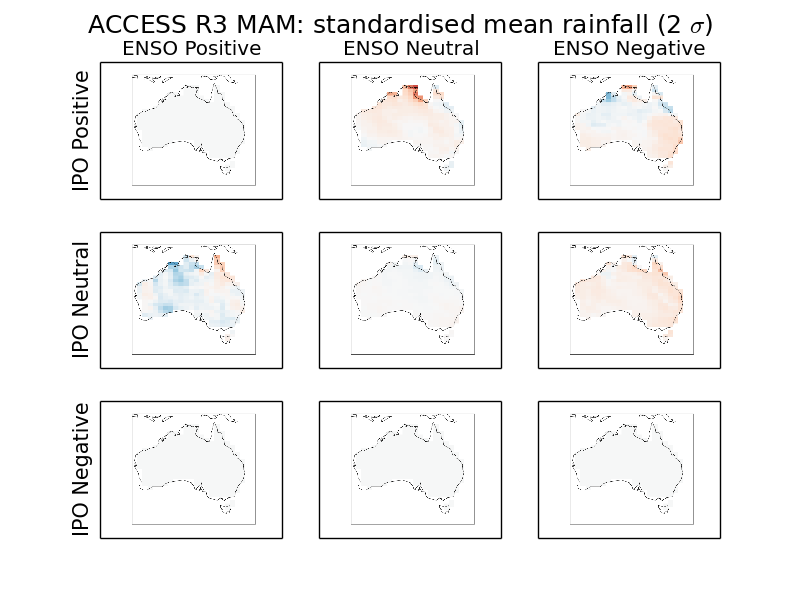 ACCESS R3 MAM: standardised mean rainfall (2 σ)
ENSO Positive
ENSO Neutral
ENSO Negative
IPO Positive
IPO Neutral
IPO Negative